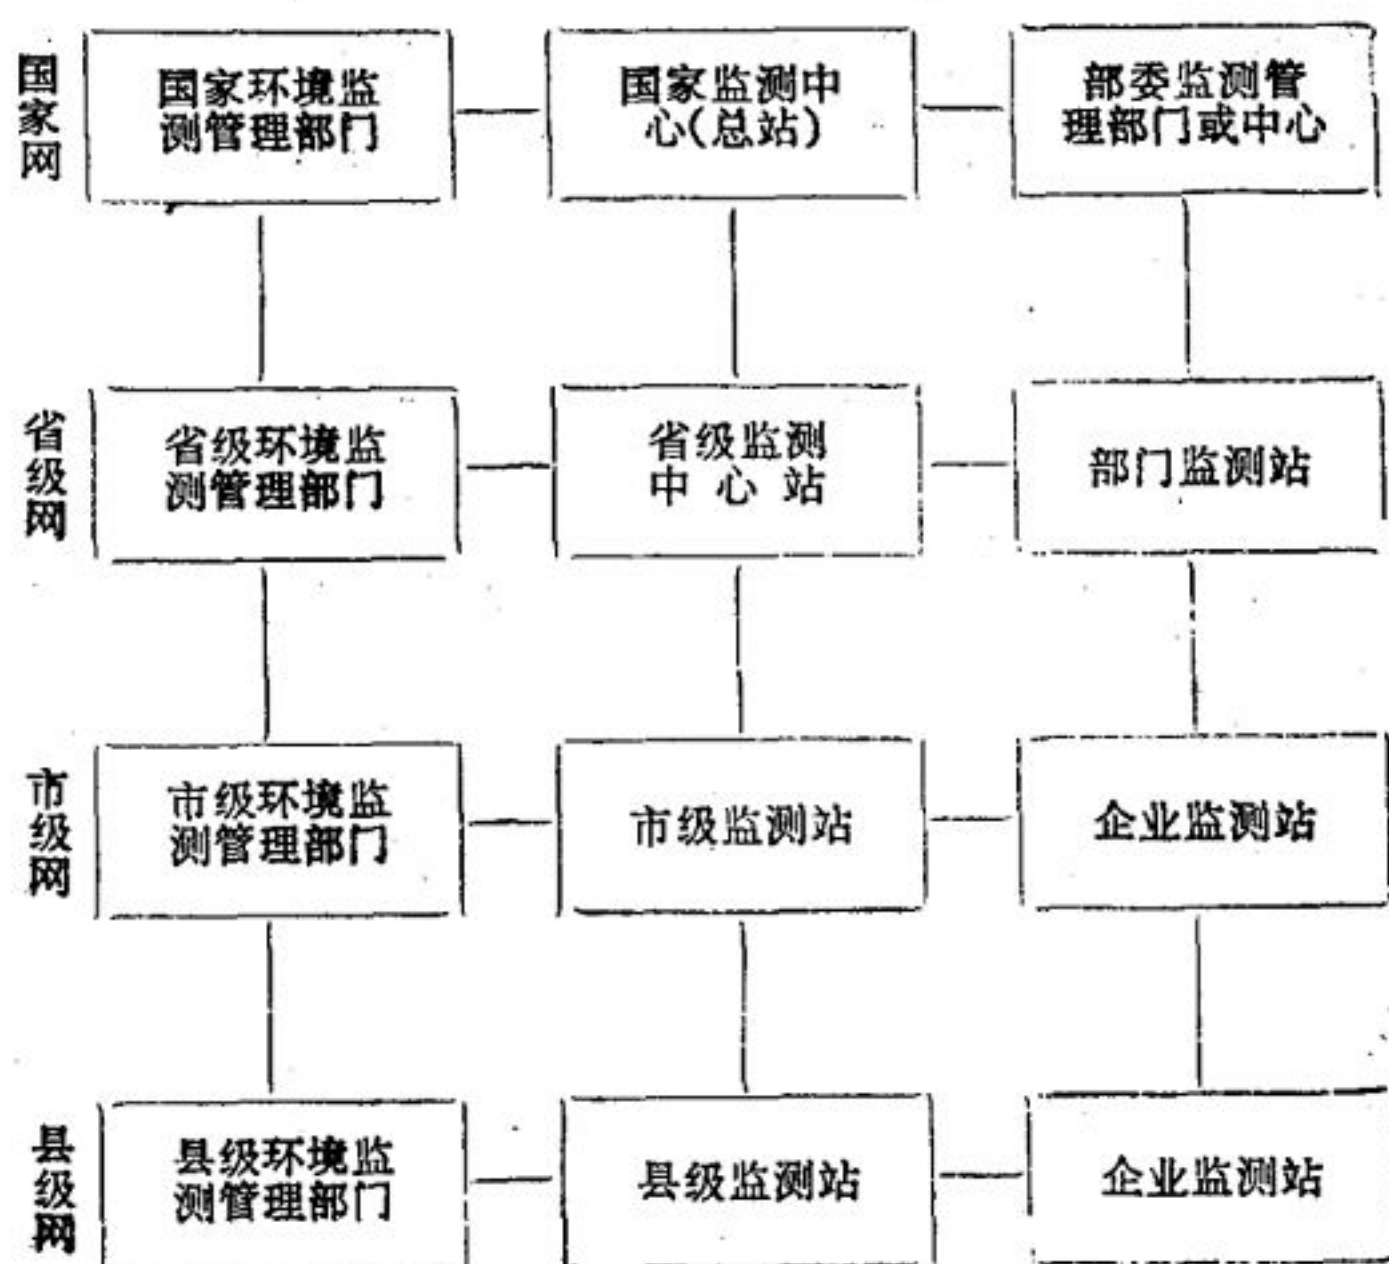 国家网
国家环境监
测管理部门
国家监测中
心(总站)
部委监测管
理部门或中心
省级网
省级环境监
测管理部门
省级监测
中心站
部门监测站
市级网
市级环境监
测管理部门
市级监测站
企业监测站
县级网
县级环境监
测管理部门
县级监测站
企业监测站